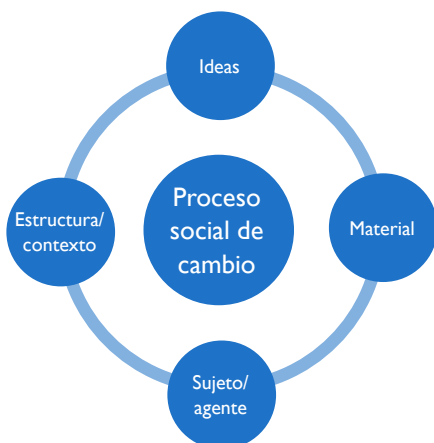 Ideas
Estructura/
contexto
Proceso
social de
cambio
Material
Sujeto/
agente